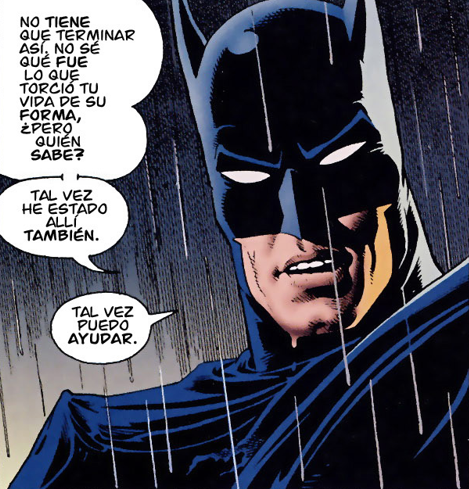 NO TIENE
QUE TERMINAR
ASÍ. NO SÉ
QUÉ FUE
LO QUE
TORCIÓ TU
VIDA DE SU
FORMA,
¿PERO
QUIÉN
SABE?
TAL VEZ
HE ESTADO
ALLÍ
TAMBIÉN.
TAL VEZ
PUEDO
AYUDAR.